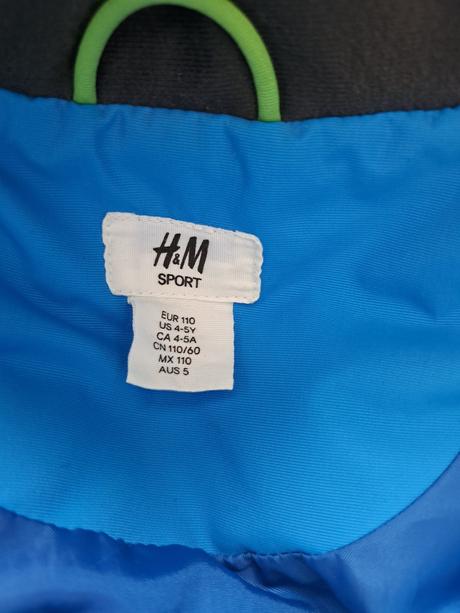 H&M
SPORT
EUR 110
US 4-5Y
CA 4-5A
CN 110/60
MX 110
AUS 5